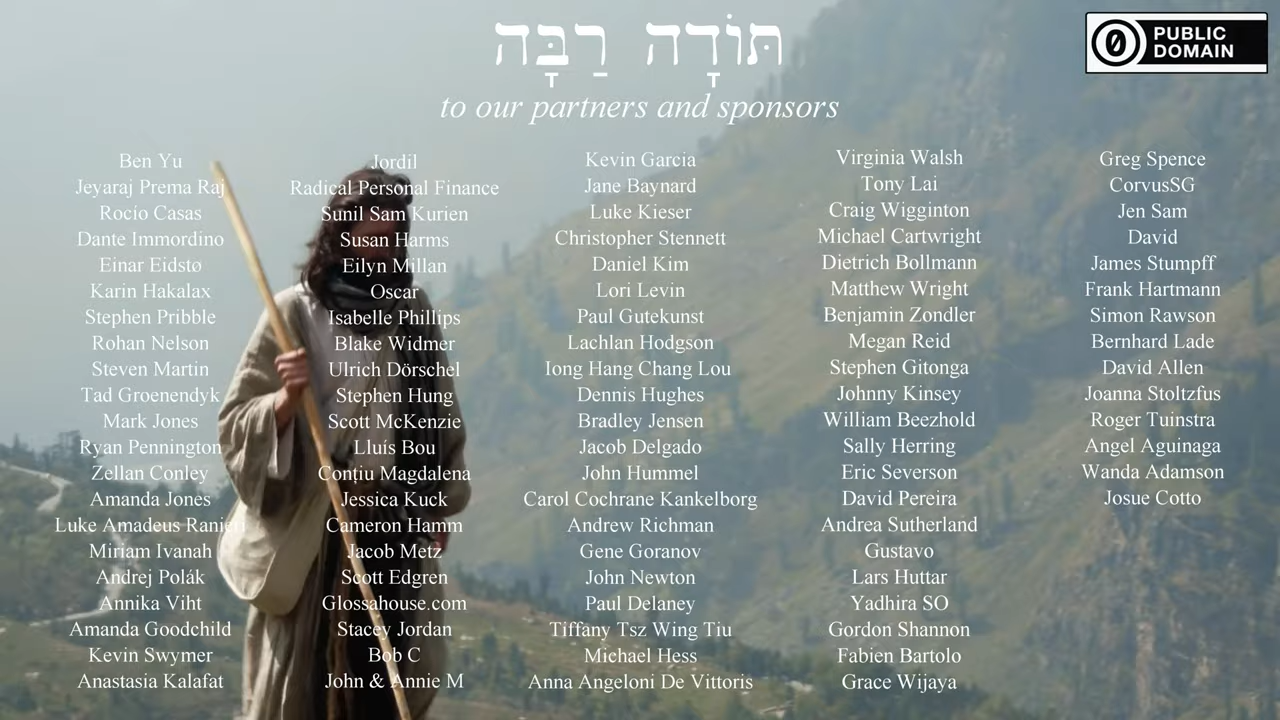 תּוֹדָה רַבָּה
to our partners and sponsors
PUBLIC
DOMAIN
Ben Yu
Jeyaraj Prema Raj
Rocío Casas
Dante Immordino
Einar Eidstø
Karin Hakalax
Stephen Pribble
Rohan Nelson
Steven Martin
Tad Groenendyk
Mark Jones
Ryan Pennington
Zellan Conley
Amanda Jones
Luke Amadeus Ranieri
Miriam Ivanah
Andrej Polák
Annika Viht
Amanda Goodchild
Kevin Swymer
Anastasia Kalafat
Jordil
Radical Personal Finance
Sunil Sam Kurien
Susan Harms
Eilyn Millan
Oscar
Isabelle Phillips
Blake Widmer
Ulrich Dörschel
Stephen Hung
Scott McKenzie
Lluís Bou
Conțiu Magdalena
Jessica Kuck
Cameron Hamm
Jacob Metz
Scott Edgren
Glossahouse.com
Stacey Jordan
Bob C
John & Annie M
Kevin Garcia
Jane Baynard
Luke Kieser
Christopher Stennett
Daniel Kim
Lori Levin
Paul Gutekunst
Lachlan Hodgson
Iong Hang Chang Lou
Dennis Hughes
Bradley Jensen
Jacob Delgado
John Hummel
Carol Cochrane Kankelborg
Andrew Richman
Gene Goranov
John Newton
Paul Delaney
Tiffany Tsz Wing Tiu
Michael Hess
Anna Angeloni De Vittoris
Virginia Walsh
Tony Lai
Craig Wigginton
Michael Cartwright
Dietrich Bollmann
Matthew Wright
Benjamin Zondler
Megan Reid
Stephen Gitonga
Johnny Kinsey
William Beezhold
Sally Herring
Eric Severson
David Pereira
Andrea Sutherland
Gustavo
Lars Huttar
Yadhira SO
Gordon Shannon
Fabien Bartolo
Grace Wijaya
Greg Spence
CorvusSG
Jen Sam
David
James Stumpff
Frank Hartmann
Simon Rawson
Bernhard Lade
David Allen
Joanna Stoltzfus
Roger Tuinstra
Angel Aguinaga
Wanda Adamson
Josue Cotto